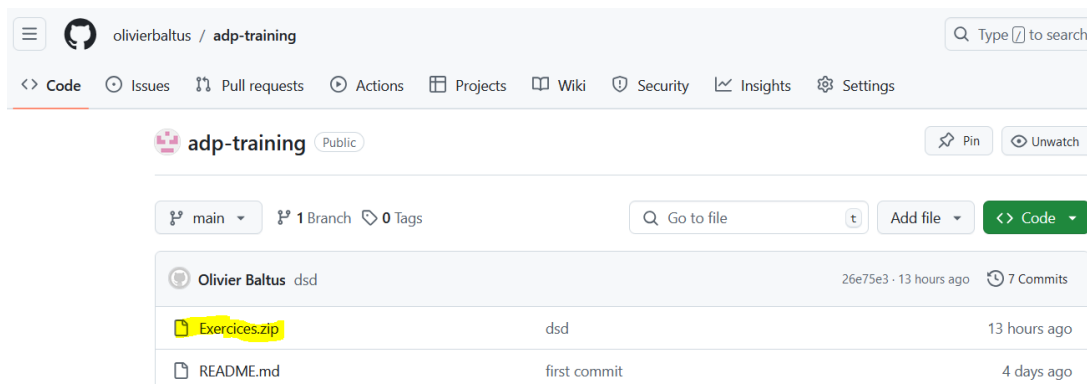 olivierbaltus / adp-training
Type / to search
Code Issues Pull requests Actions Projects Wiki Security Insights Settings
adp-training Public Pin Unwatch
main 1 Branch 0 Tags Go to file t Add file Code
Olivier Baltus dsd 26e75e3 · 13 hours ago 7 Commits
Exercices.zip dsd 13 hours ago
README.md first commit 4 days ago